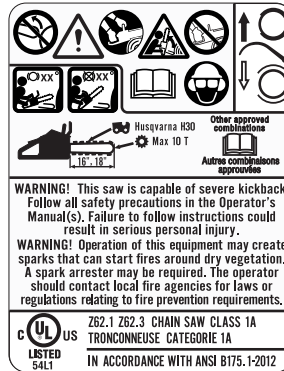 xx° xx°
Husqvarna H30
Max 10 T
16", 18"
Other approved
combinations
Autres combinaisons
approuvées
WARNING! This saw is capable of severe kickback
Follow all safety precautions in the Operator's
Manual(s). Failure to follow instructions could
result in serious personal injury.
WARNING! Operation of this equipment may create
sparks that can start fires around dry vegetation.
A spark arrester may be required. The operator
should contact local fire agencies for laws or
regulations relating to fire prevention requirements.
C UL US
LISTED
54L1
Z62.1 Z62.3 CHAIN SAW CLASS 1A
TRONCONNEUSE CATEGORIE 1A
IN ACCORDANCE WITH ANSI B175.1-2012